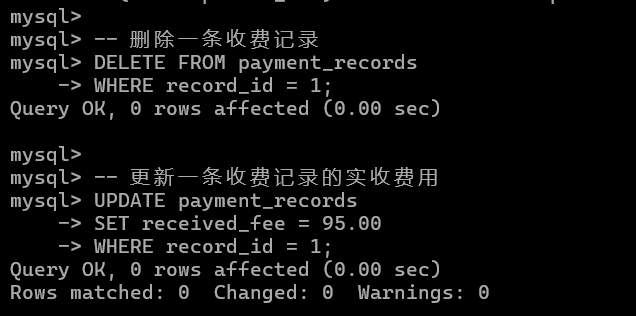 mysql>
mysql> -- 删除一条收费记录
mysql> DELETE FROM payment_records
    -> WHERE record_id = 1;
Query OK, 0 rows affected (0.00 sec)
mysql>
mysql> -- 更新一条收费记录的实收费用
mysql> UPDATE payment_records
    -> SET received_fee = 95.00
    -> WHERE record_id = 1;
Query OK, 0 rows affected (0.00 sec)
Rows matched: 0  Changed: 0  Warnings: 0